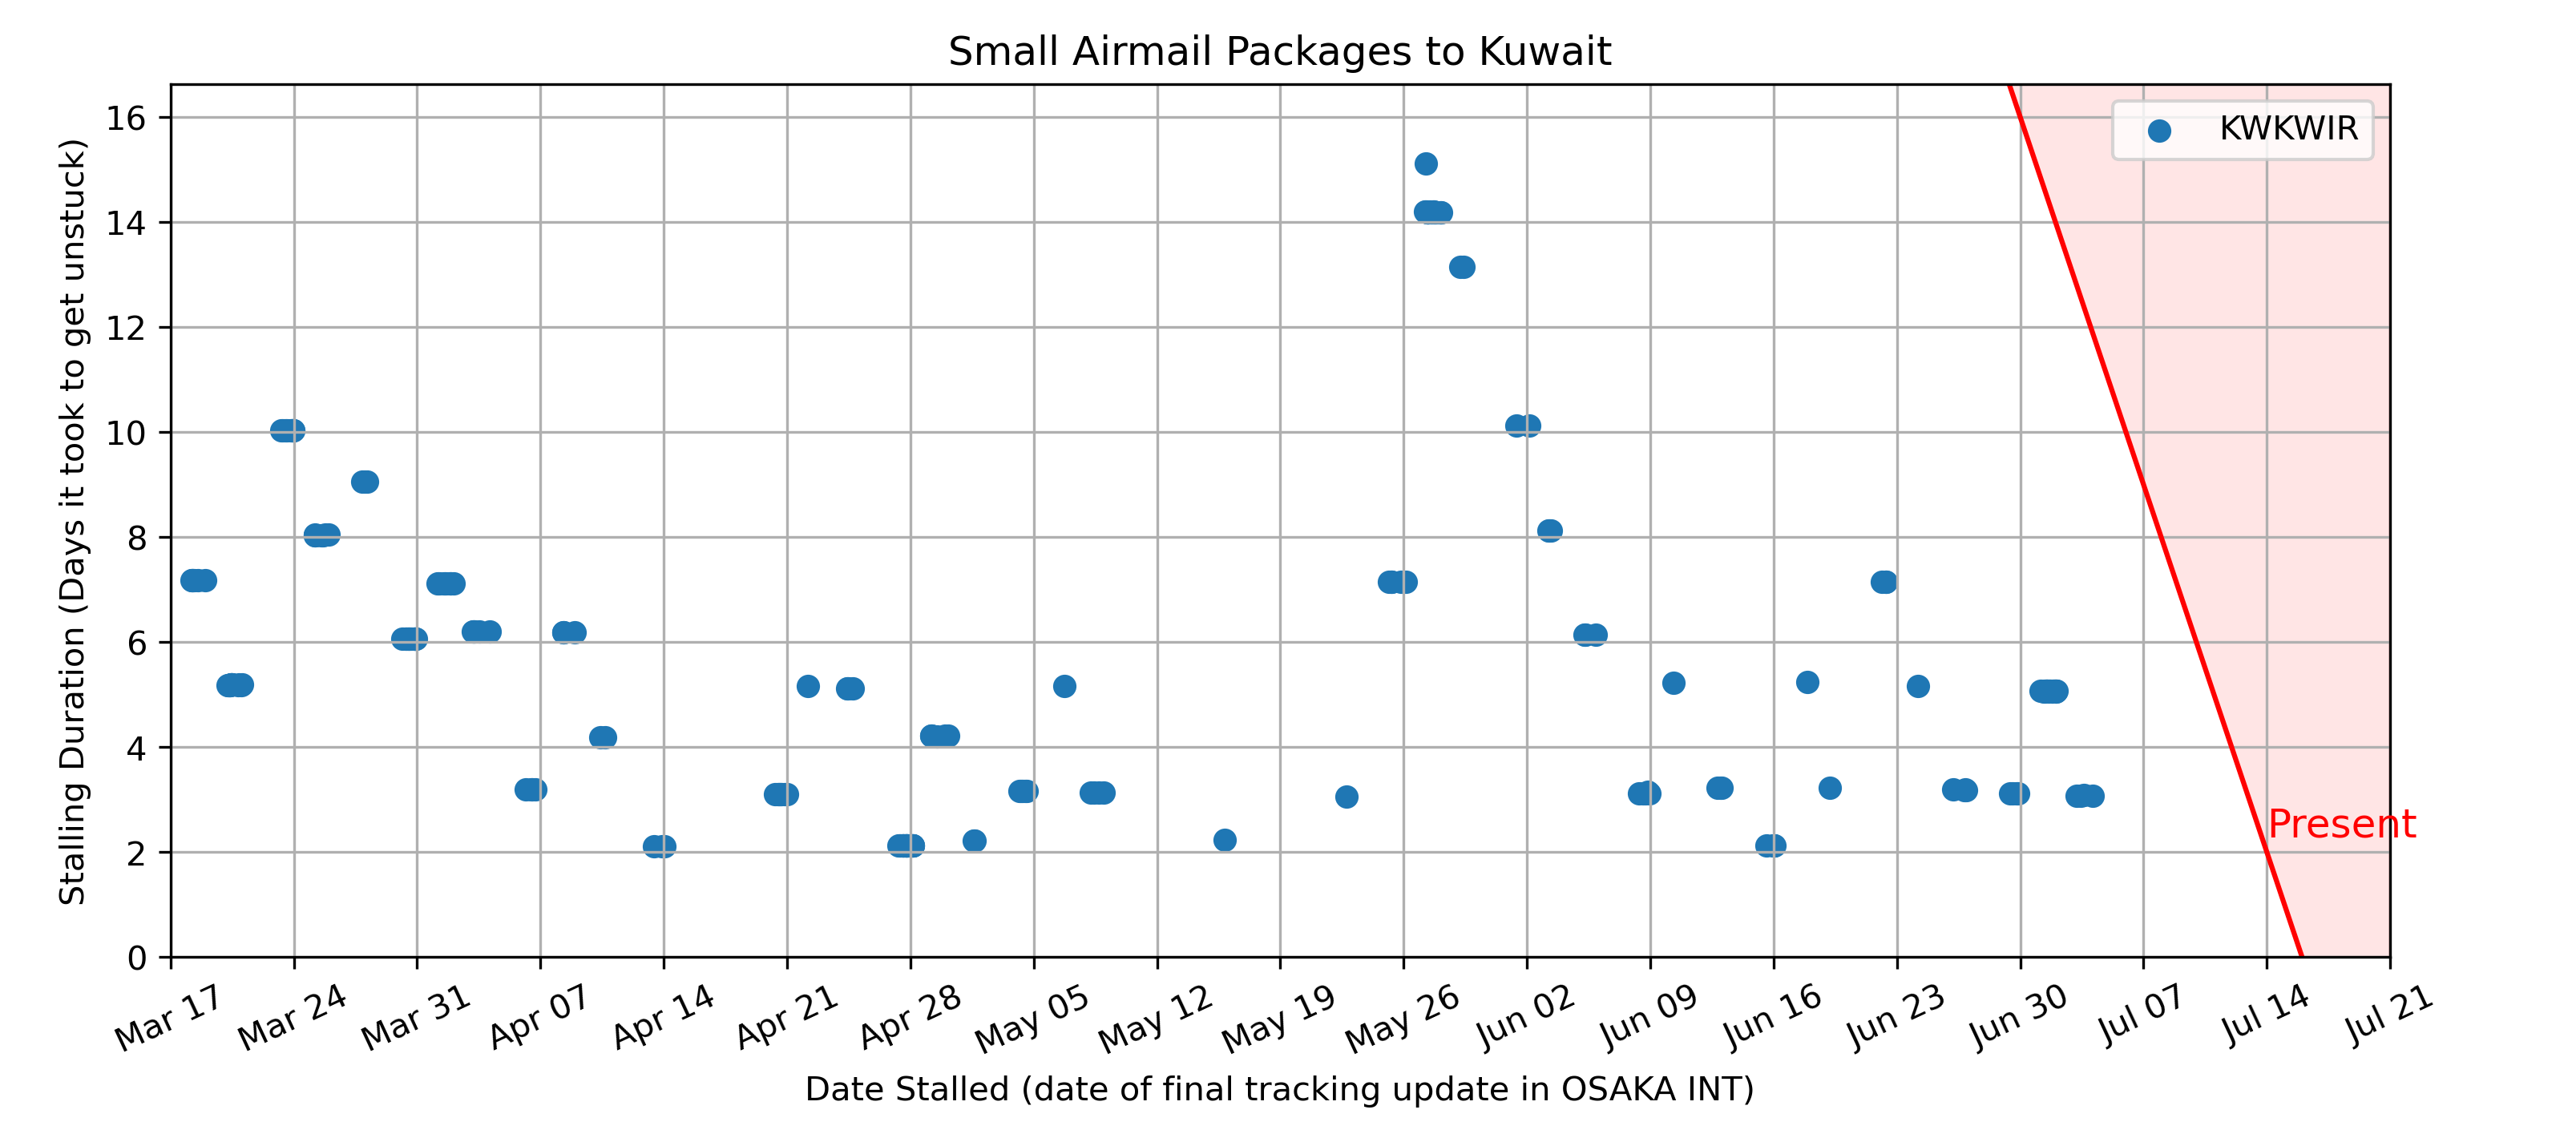 Small Airmail Packages to Kuwait
KWKWIR
Stalling Duration (Days it took to get unstuck)
16
14
12
10
8
6
4
2
0
Present
Mar 17 Mar 24 Mar 31 Apr 07 Apr 14 Apr 21 Apr 28 May 05 May 12 May 19 May 26 Jun 02 Jun 09 Jun 16 Jun 23 Jun 30 Jul 07 Jul 14 Jul 21
Date Stalled (date of final tracking update in OSAKA INT)